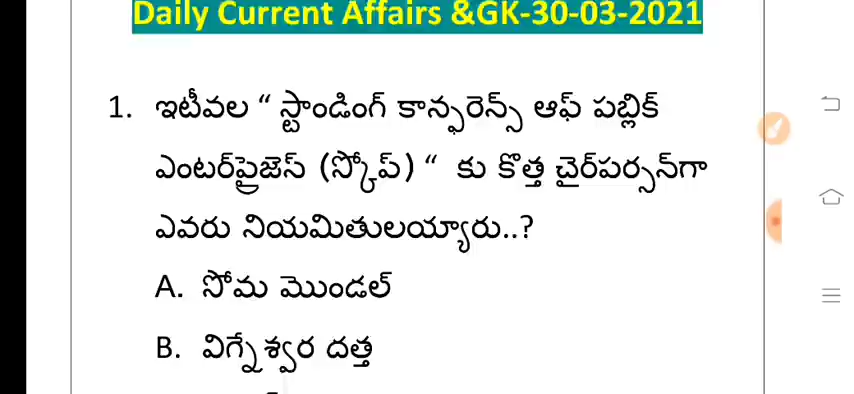 Daily Current Affairs &GK-30-03-2021
1. ఇటీవల “ స్టాండింగ్ కాన్ఫరెన్స్ ఆఫ్ పబ్లిక్
ఎంటర్‌ప్రైజెస్ (స్కోప్) “ కు కొత్త చైర్‌పర్సన్‌గా
ఎవరు నియమితులయ్యారు..?
A. సోమ మొండల్
B. విగ్నేశ్వర దత్త